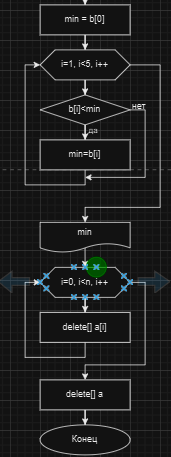 min = b[0]
i=1, i<5, i++
b[i]<min
нет
да
min=b[i]
min
i=0, i<n, i++
delete[] a[i]
delete[] a
Конец